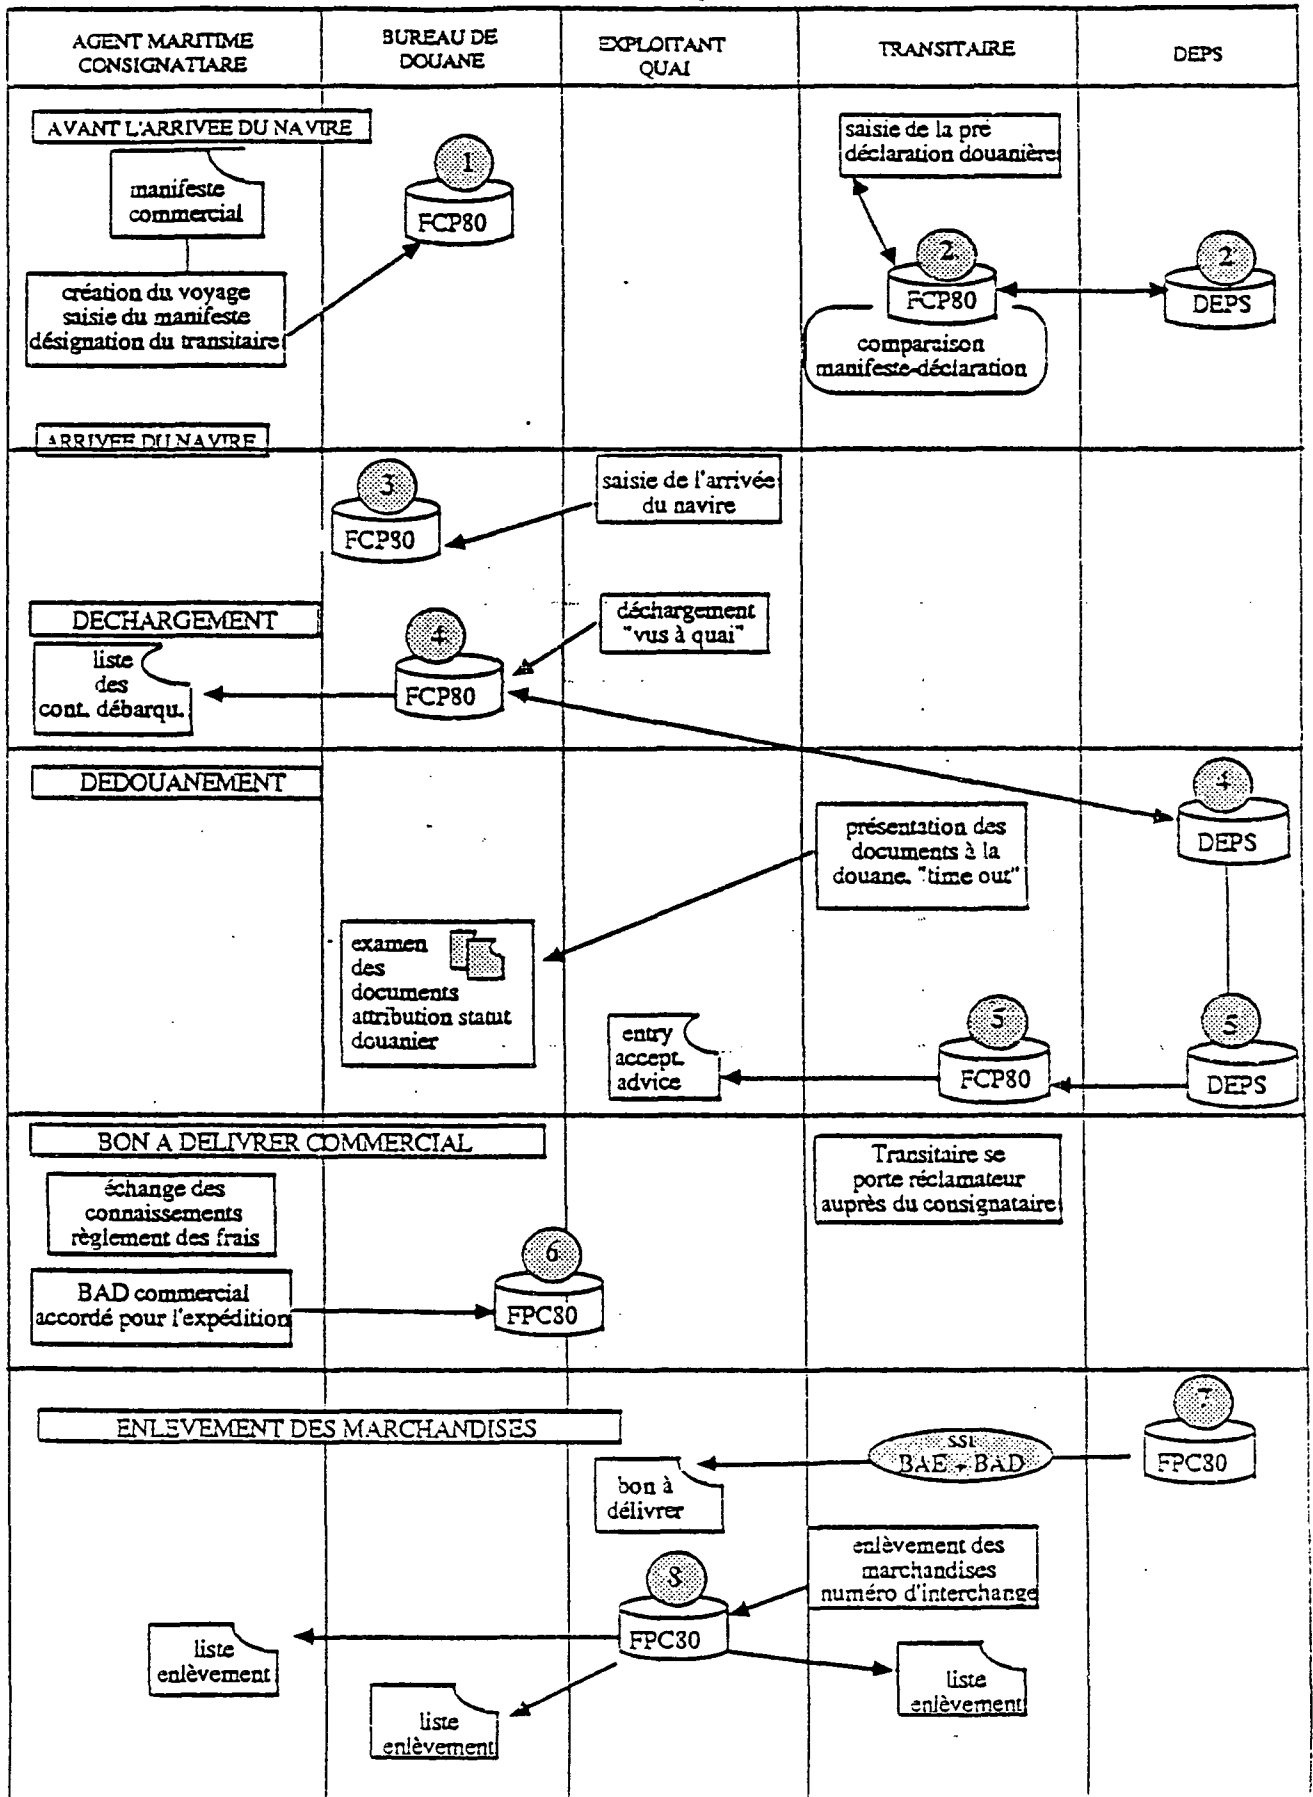 AGENT MARITIME
CONSIGNATIARE
BUREAU DE
DOUANE
EXPLOITANT
QUAI
TRANSITAIRE
DEPS
AVANT L'ARRIVEE DU NAVIRE
manifeste
commercial
création du voyage
saisie du manifeste
désignation du transitaire
1
FCP80
saisie de la pré
déclaration douanière
2
FCP80
comparaison
manifeste-déclaration
2
DEPS
ARRIVEE DU NAVIRE
3
FCP80
saisie de l'arrivée
du navire
DECHARGEMENT
liste
des
cont. débarqu.
4
FCP80
déchargement
"vus à quai"
DEDOUANEMENT
4
DEPS
présentation des
documents à la
douane. "time out"
examen
des
documents
attribution statut
douanier
entry
accept.
advice
5
FCP80
5
DEPS
BON A DELIVRER COMMERCIAL
échange des
connaissements
règlement des frais
BAD commercial
accordé pour l'expédition
6
FPC80
Transitaire se
porte réclamateur
auprès du consignataire
ENLEVEMENT DES MARCHANDISES
7
FPC80
SSI
BAE + BAD
bon à
délivrer
enlèvement des
marchandises
numéro d'interchange
8
FPC80
liste
enlèvement
liste
enlèvement
liste
enlèvement